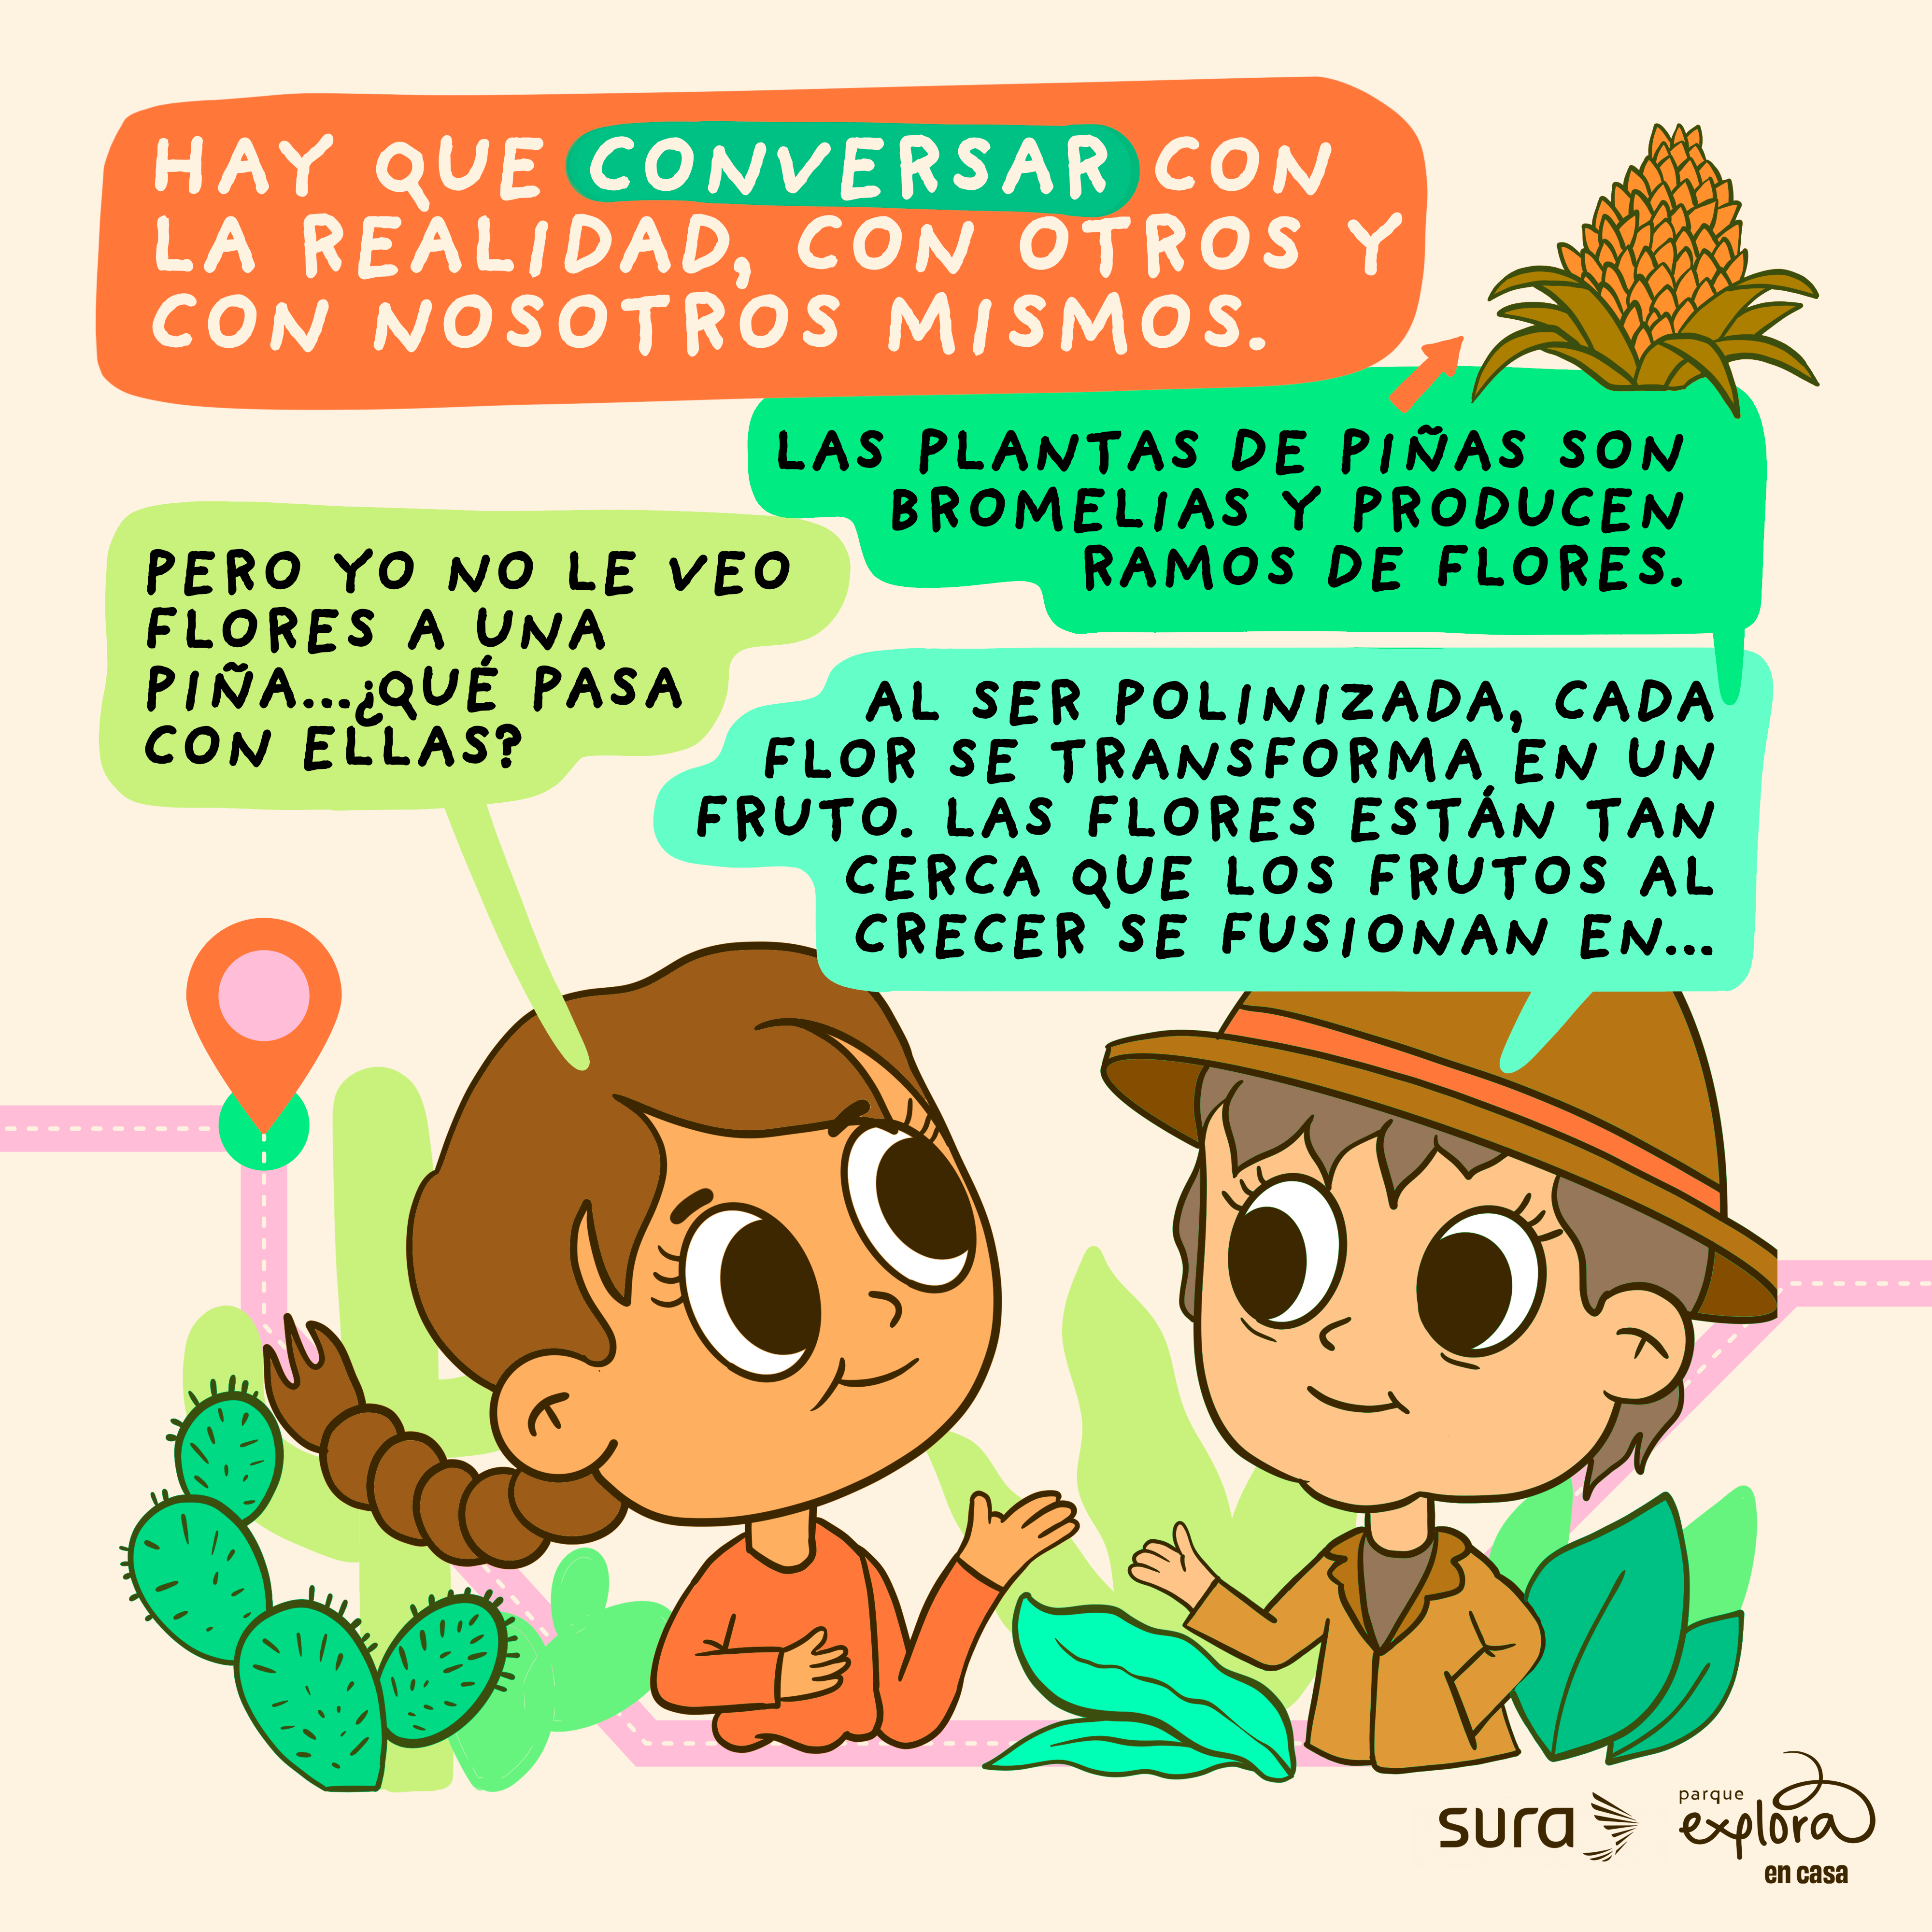 HAY QUE CONVERSAR CON
LA REALIDAD, CON OTROS Y
CON NOSOTROS MISMOS.
LAS PLANTAS DE PIÑAS SON
BROMELIAS Y PRODUCEN
RAMOS DE FLORES.
PERO YO NO LE VEO
FLORES A UNA
PIÑA...¿QUÉ PASA
CON ELLAS?
AL SER POLINIZADA, CADA
FLOR SE TRANSFORMA EN UN
FRUTO. LAS FLORES ESTÁN TAN
CERCA QUE LOS FRUTOS AL
CRECER SE FUSIONAN EN...
sura
parque
explora
en casa